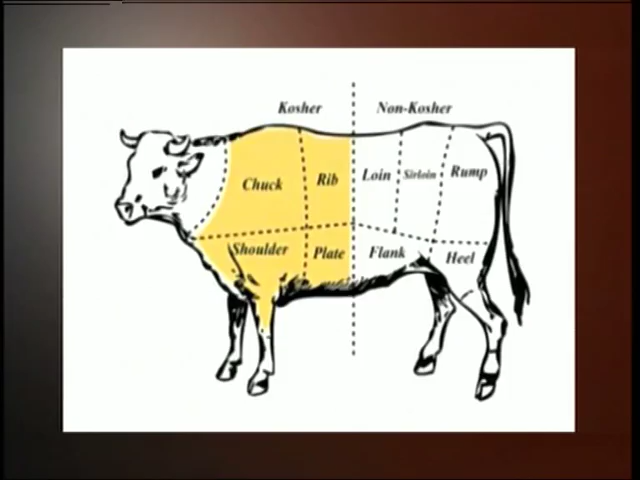 Kosher
Non-Kosher
Chuck
Rib
Loin
Sirloin
Rump
Shoulder
Plate
Flank
Heel